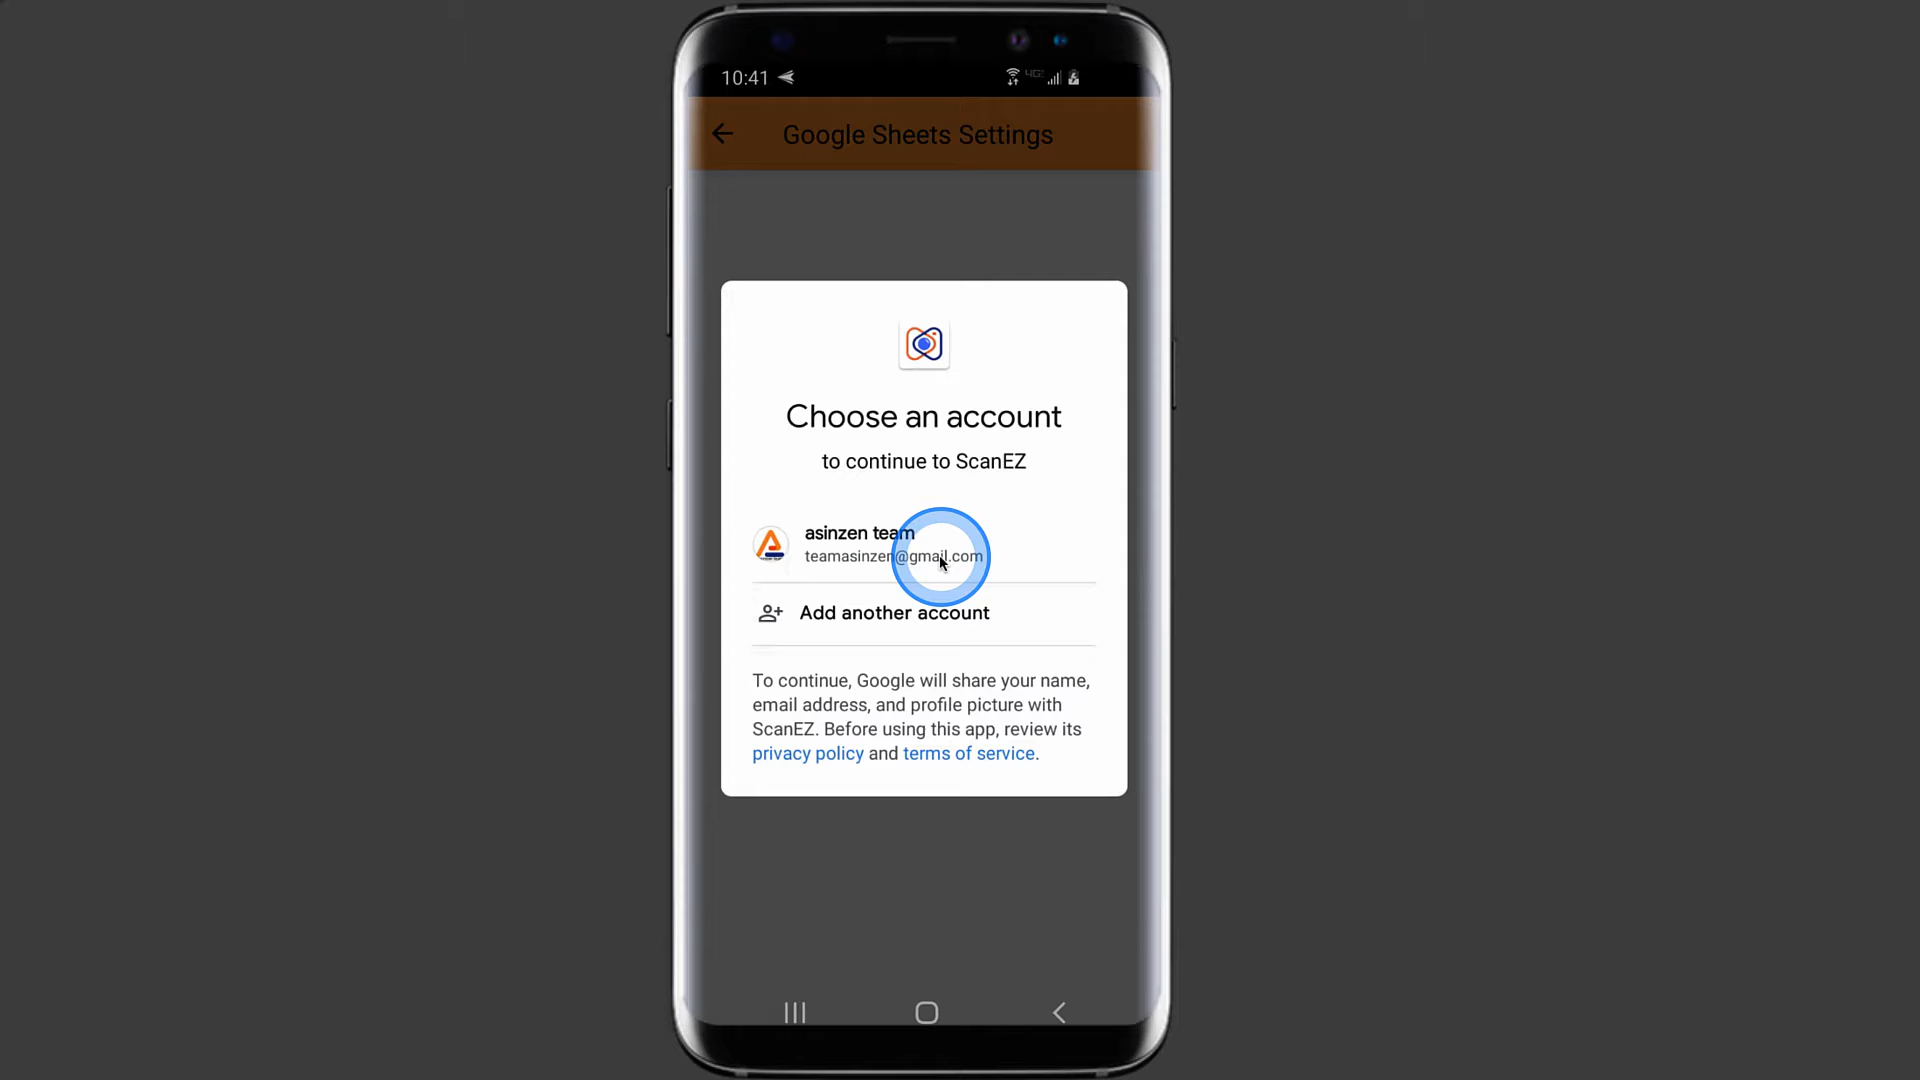 10:41
4GE
Google Sheets Settings
Choose an account
to continue to ScanEZ
asinzen team
teamasinzen@gmail.com
Add another account
To continue, Google will share your name,
email address, and profile picture with
ScanEZ. Before using this app, review its
privacy policy and terms of service.